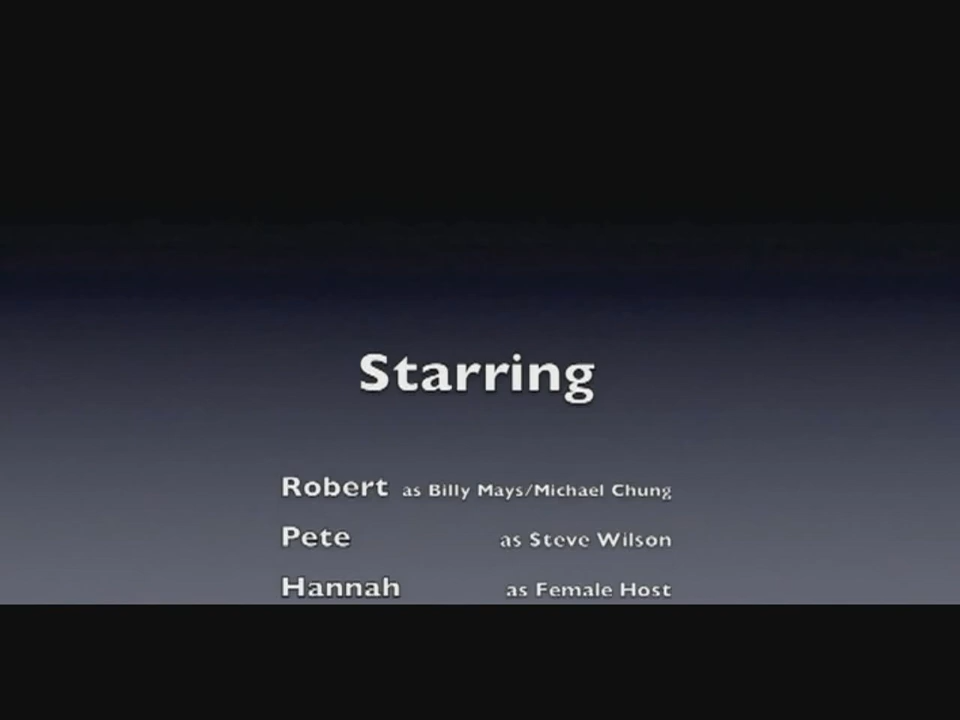 Starring
Robert as Billy Mays/Michael Chung
Pete as Steve Wilson
Hannah as Female Host